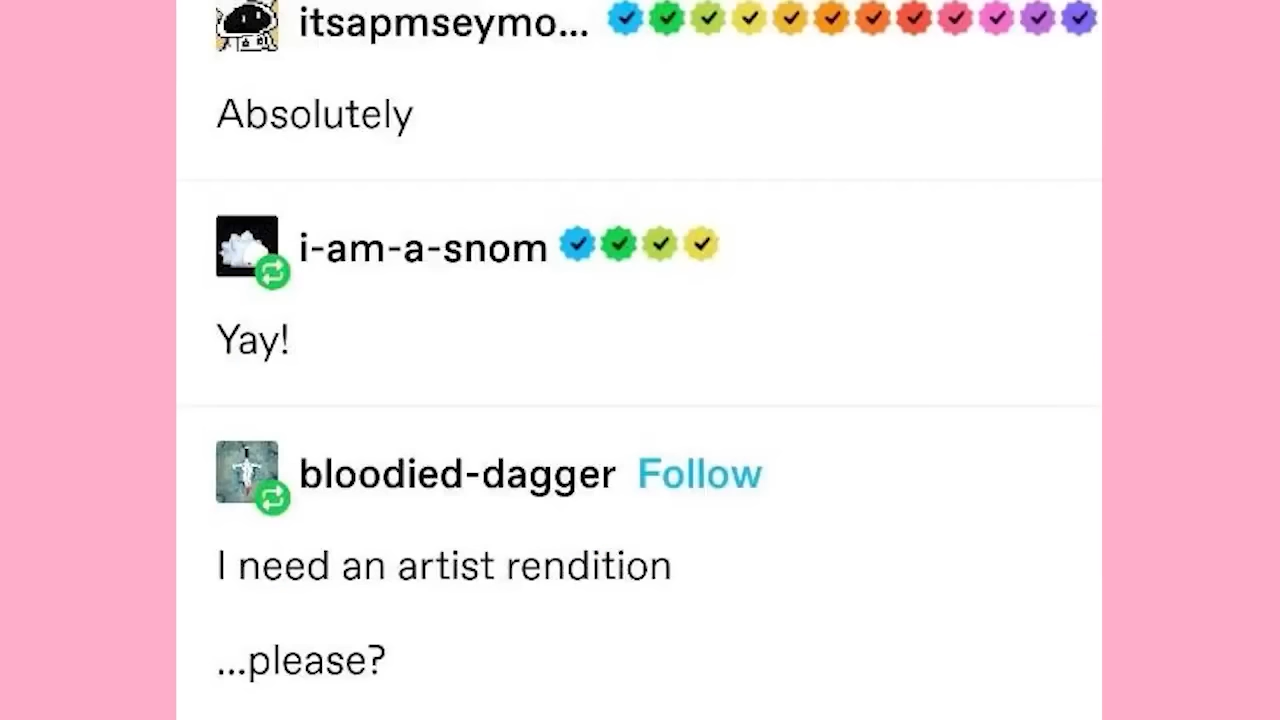 itsapmseymo...
Absolutely
i-am-a-snom
Yay!
bloodied-dagger Follow
I need an artist rendition
...please?